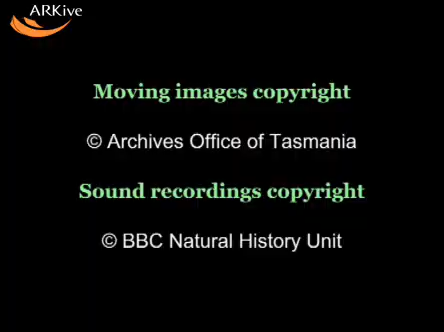 ARKive
Moving images copyright
© Archives Office of Tasmania
Sound recordings copyright
© BBC Natural History Unit